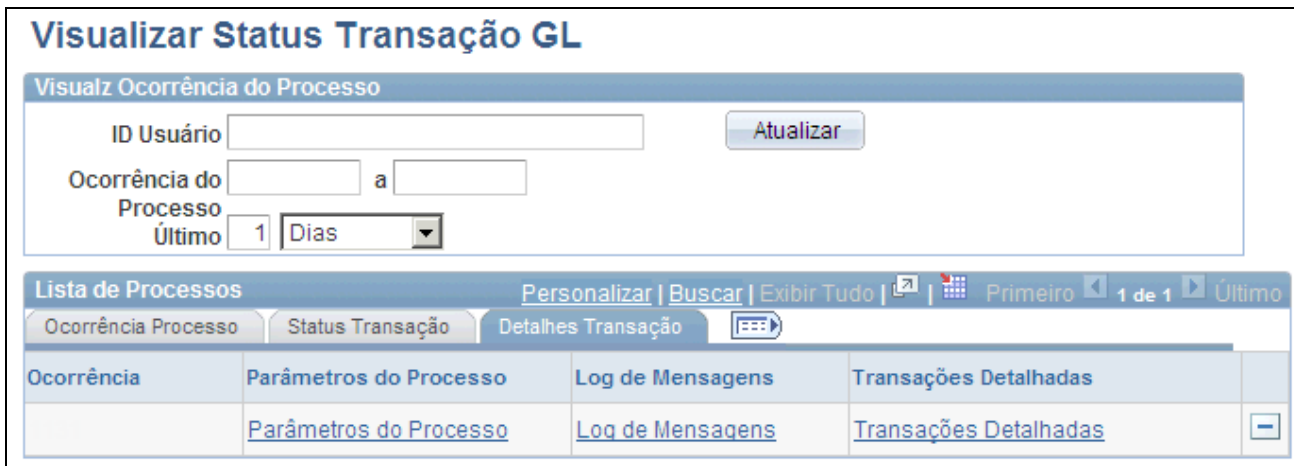 Visualizar Status Transação GL
Visualz Ocorrência do Processo
ID Usuário
Atualizar
Ocorrência do
a
Processo
Último 1 Dias
Lista de Processos
Personalizar | Buscar | Exibir Tudo | | Primeiro 1 de 1 Último
Ocorrência Processo Status Transação Detalhes Transação
Ocorrência Parâmetros do Processo Log de Mensagens Transações Detalhadas
Parâmetros do Processo Log de Mensagens Transações Detalhadas